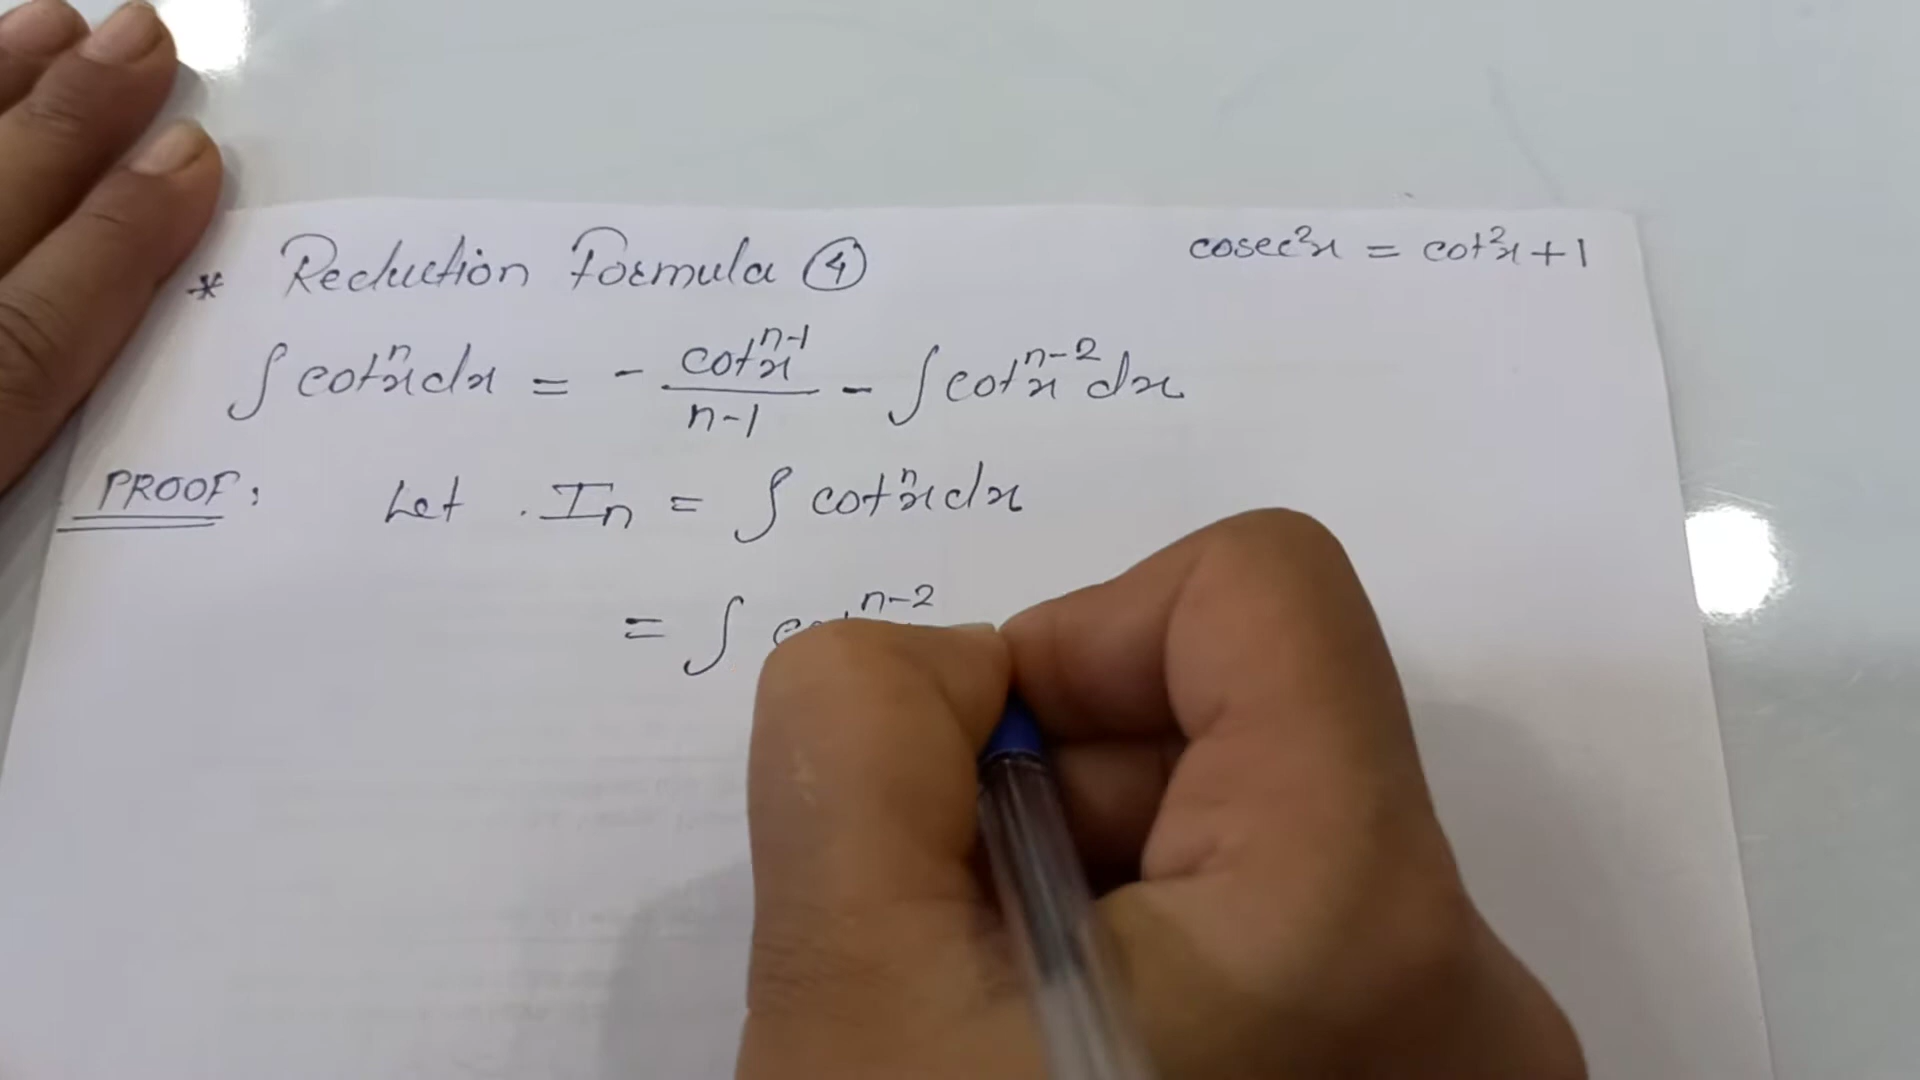 * Reduction Formula ④ cosec²x = cot²x + 1
∫ cotⁿx dx = - cotⁿ⁻¹x / n-1 - ∫ cotⁿ⁻²x dx
PROOF: Let . Iₙ = ∫ cotⁿx dx
= ∫ n-2